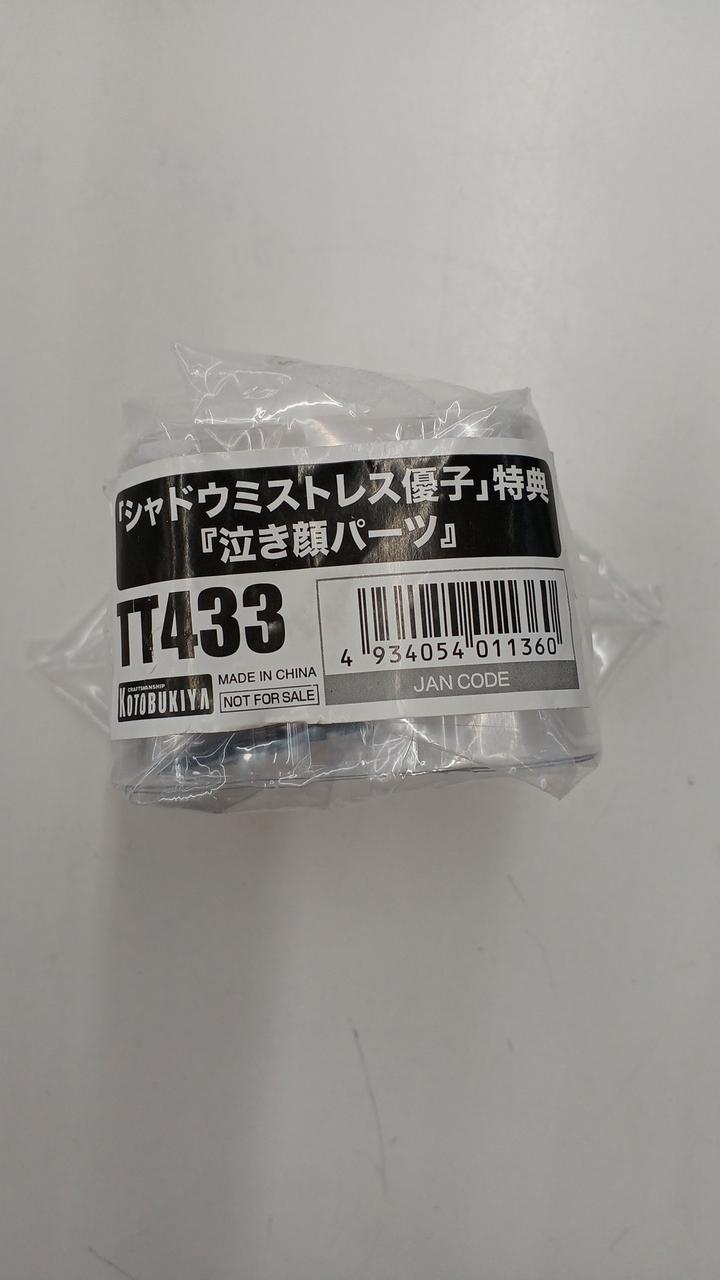 「シャドウミストレス優子」特典
『泣き顔パーツ』
TT433
4 934054 011360
JAN CODE
CRAFTSMANSHIP
KOTOBUKIYA
MADE IN CHINA
NOT FOR SALE